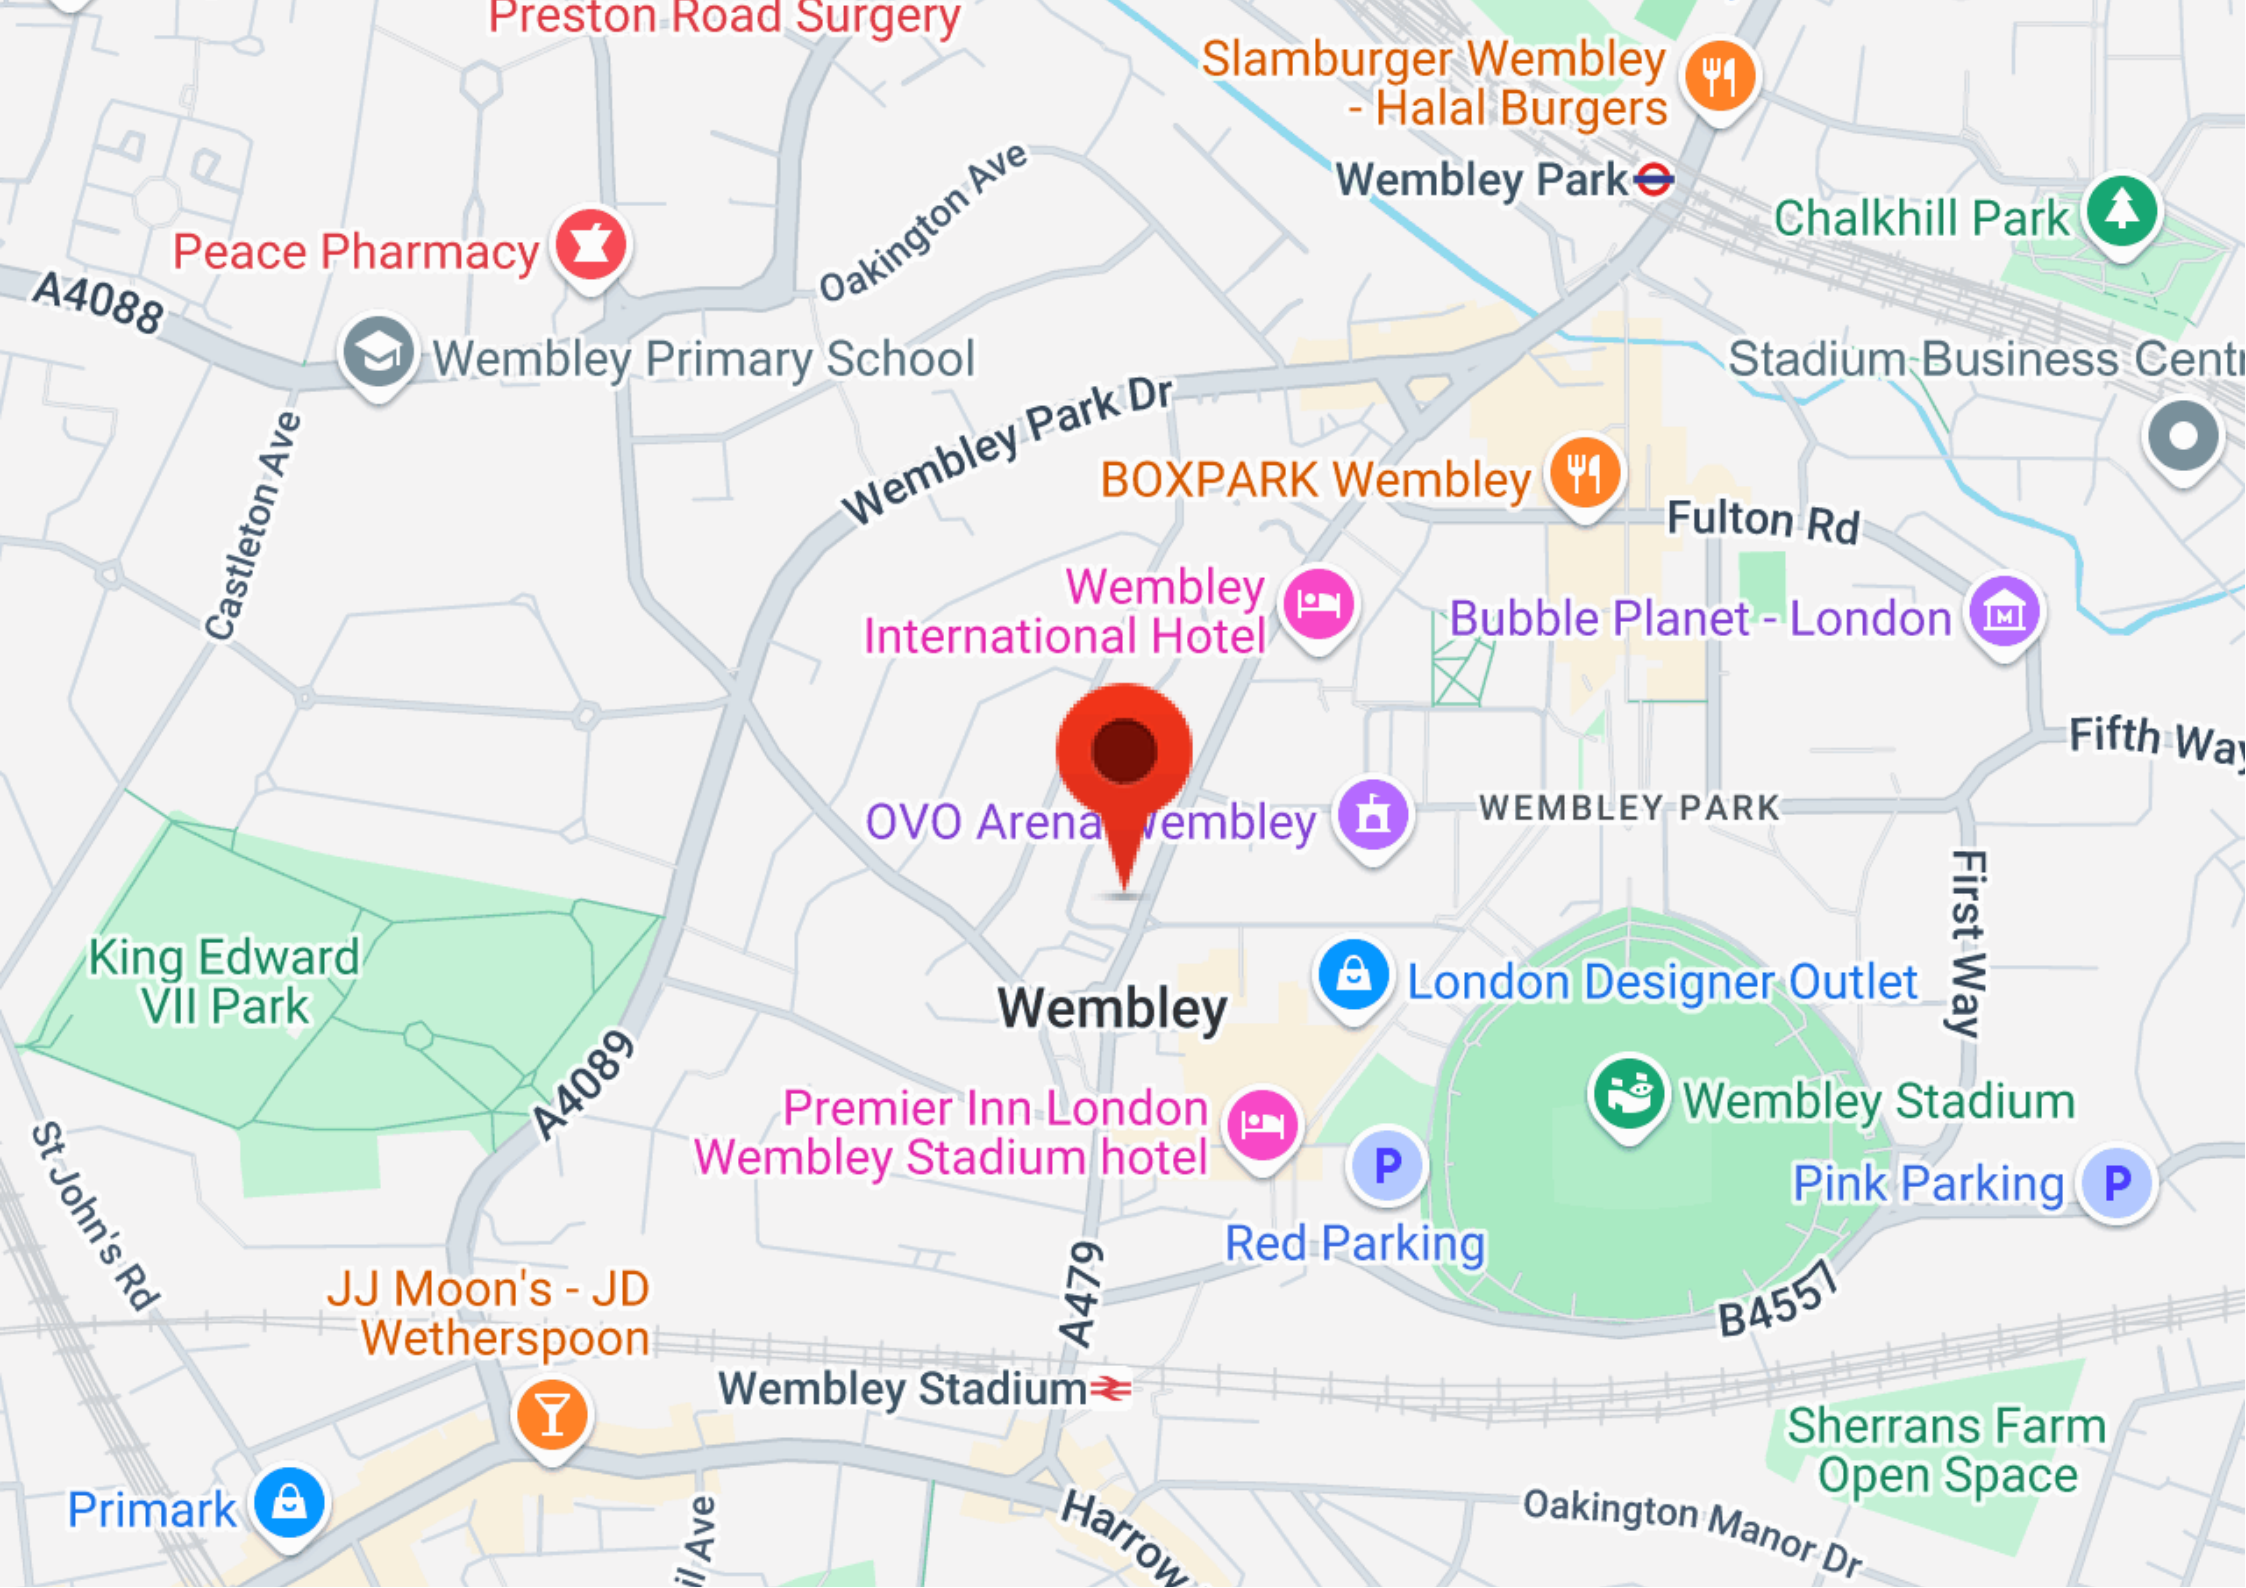 Preston Road Surgery
Slamburger Wembley
- Halal Burgers
Wembley Park
Oakington Ave
Chalkhill Park
Peace Pharmacy
A4088
Wembley Primary School
Stadium Business Centr
Wembley Park Dr
Castleton Ave
BOXPARK Wembley
Fulton Rd
Wembley
International Hotel
Bubble Planet - London
Fifth Way
OVO Arena Wembley
WEMBLEY PARK
First Way
King Edward
VII Park
London Designer Outlet
Wembley
A4089
Premier Inn London
Wembley Stadium hotel
Wembley Stadium
P
Pink Parking
P
St John's Rd
Red Parking
A479
JJ Moon's - JD
Wetherspoon
B4557
Wembley Stadium
Sherrans Farm
Open Space
Primark
il Ave
Harrow
Oakington Manor Dr